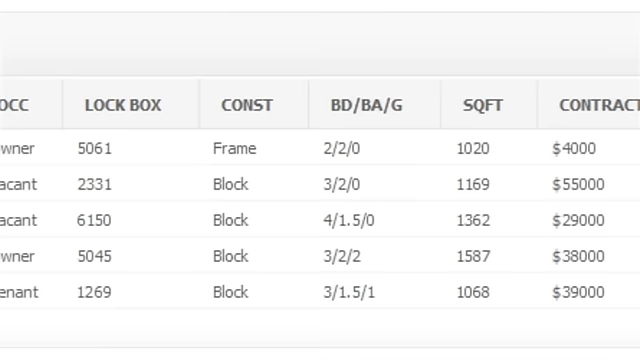 OCC LOCK BOX CONST BD/BA/G SQFT CONTRACT
wner 5061 Frame 2/2/0 1020 $4000
acant 2331 Block 3/2/0 1169 $55000
acant 6150 Block 4/1.5/0 1362 $29000
wner 5045 Block 3/2/2 1587 $38000
enant 1269 Block 3/1.5/1 1068 $39000